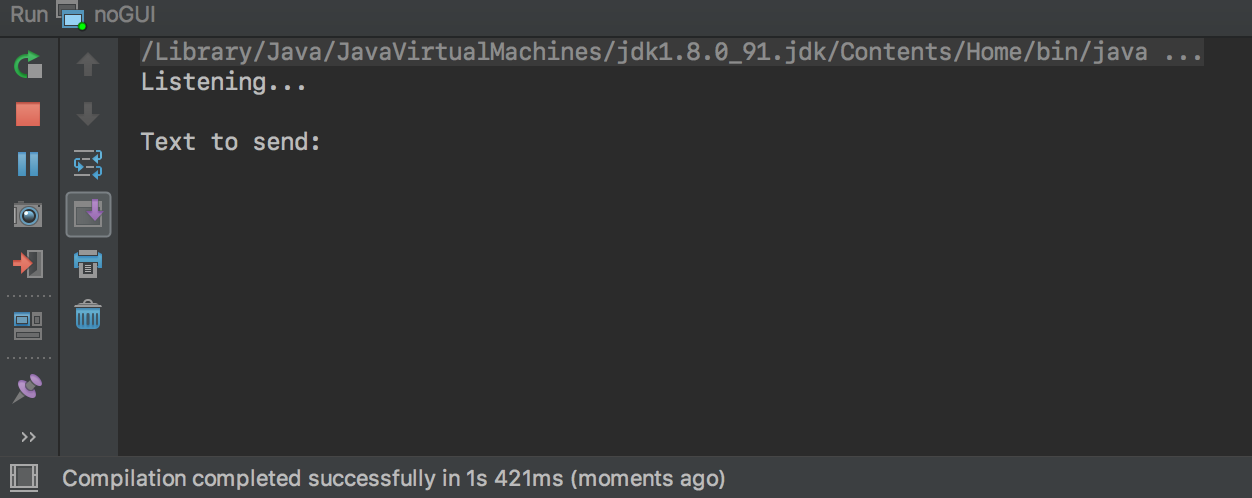 Run noGUI
/Library/Java/JavaVirtualMachines/jdk1.8.0_91.jdk/Contents/Home/bin/java ...
Listening...
Text to send:
Compilation completed successfully in 1s 421ms (moments ago)